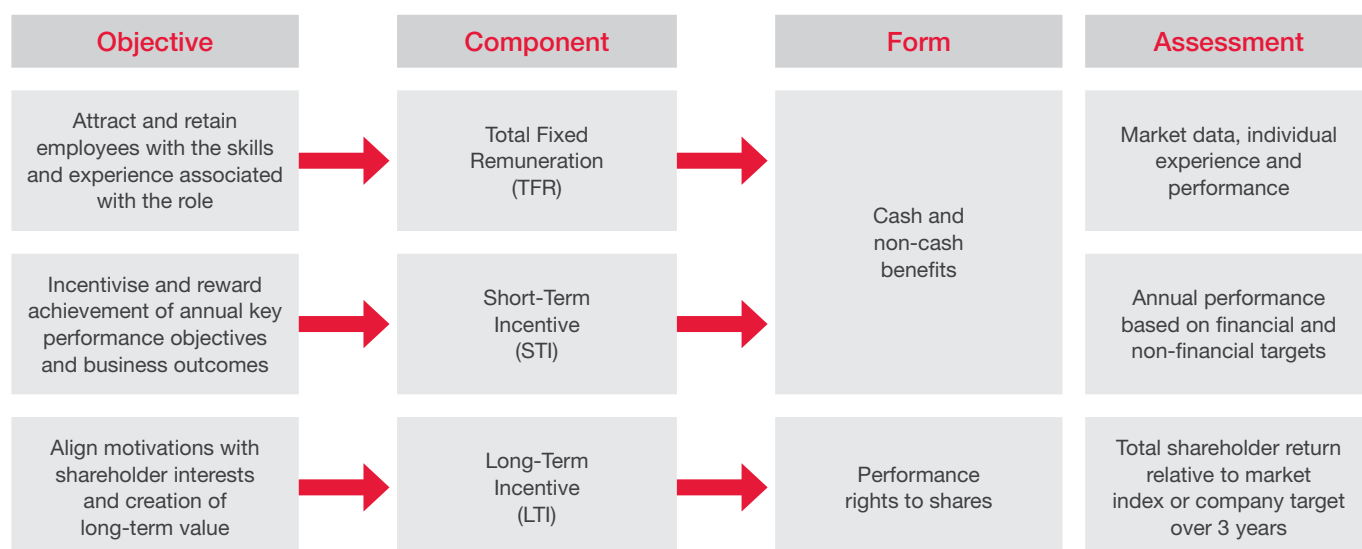 Objective
Component
Form
Assessment
Attract and retain
employees with the skills
and experience associated
with the role
Total Fixed
Remuneration
(TFR)
Cash and
non-cash
benefits
Market data, individual
experience and
performance
Incentivise and reward
achievement of annual key
performance objectives
and business outcomes
Short-Term
Incentive
(STI)
Annual performance
based on financial and
non-financial targets
Align motivations with
shareholder interests
and creation of
long-term value
Long-Term
Incentive
(LTI)
Performance
rights to shares
Total shareholder return
relative to market
index or company target
over 3 years